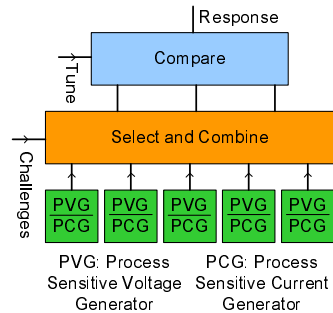 Response
Compare
Tune
Select and Combine
Challenges
PVG PVG PVG PVG PVG
PCG PCG PCG PCG PCG
PVG: Process
Sensitive Voltage
Generator
PCG: Process
Sensitive Current
Generator